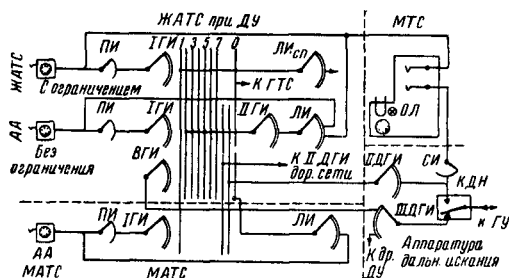 ЖАТС при ДУ
МТС
ПИ
IГИ
1 3 5 7 0
ЛИсп
ЖАТС
С ограничением
К ГТС
ПИ
IГИ
IIГИ
ЛИ
ОЛ
АА
Без
ограничения
ВГИ
К II ДГИ
дор. сети
IДГИ
СИ
КДН
ПИ
IГИ
ЛИ
IIIДГИ
к ГУ
АА
МАТС
МАТС
К др.
ДУ
Аппаратура
дальн. искания